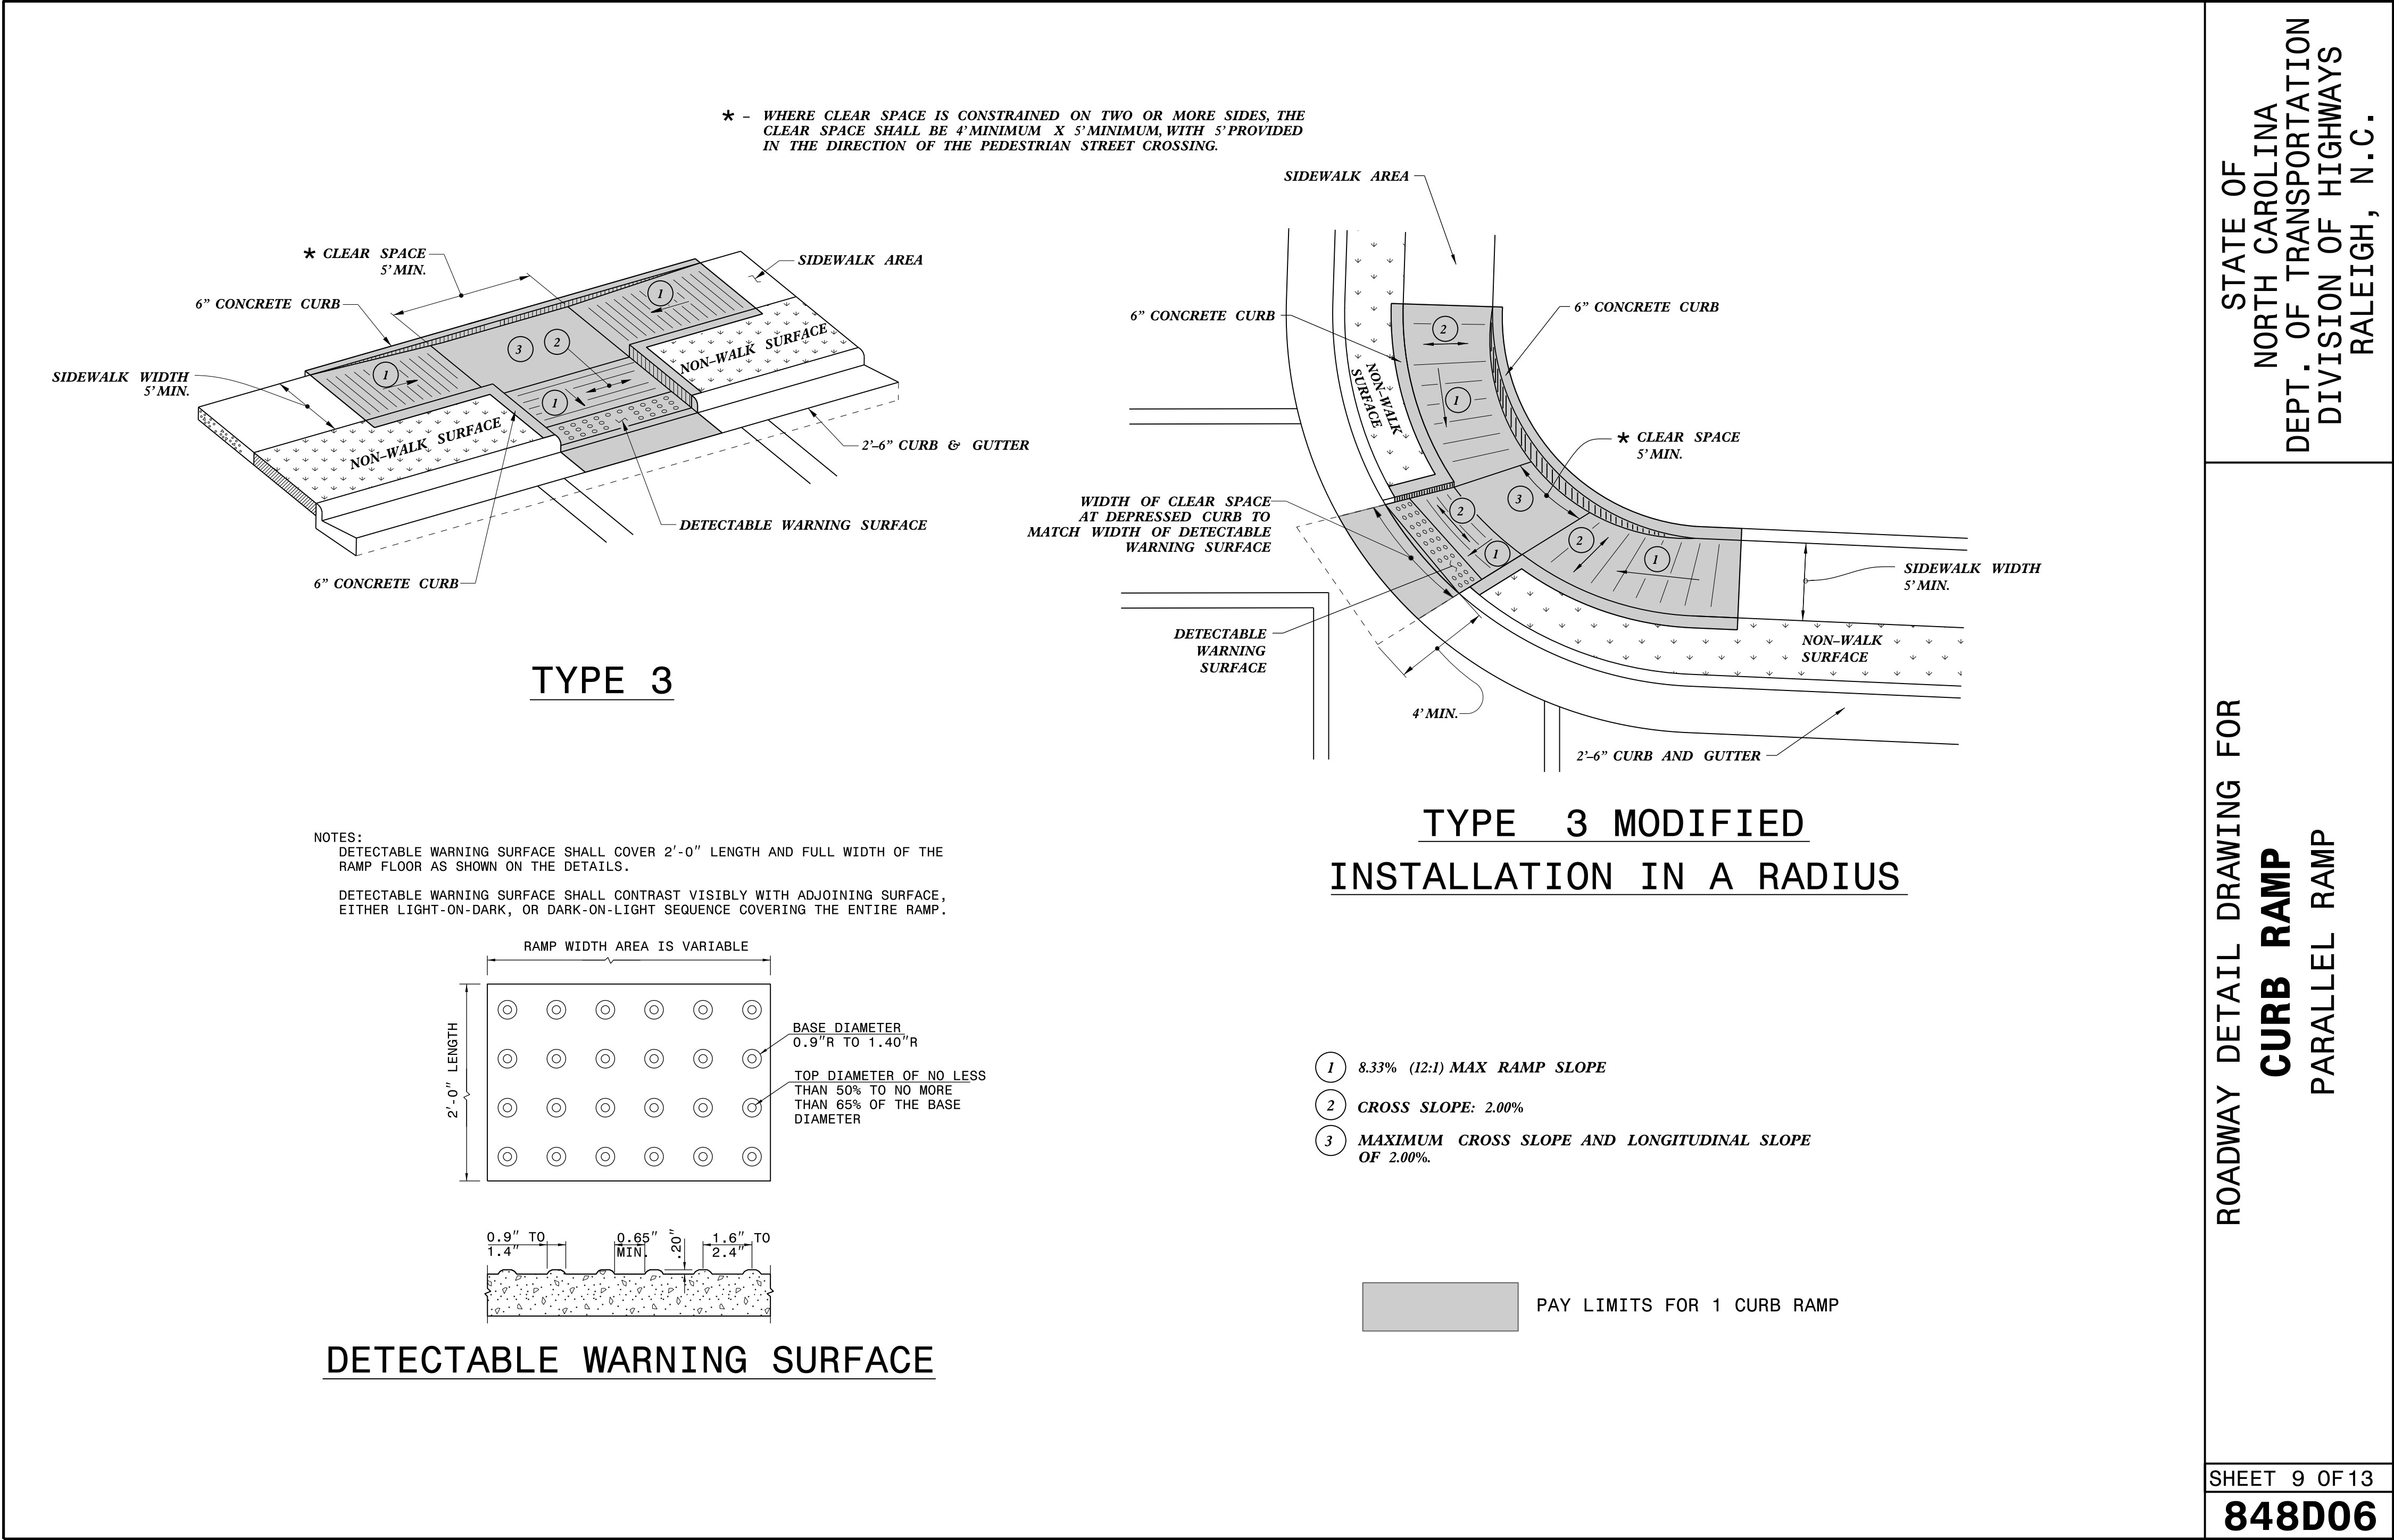 * – WHERE CLEAR SPACE IS CONSTRAINED ON TWO OR MORE SIDES, THE
CLEAR SPACE SHALL BE 4' MINIMUM X 5' MINIMUM, WITH 5' PROVIDED
IN THE DIRECTION OF THE PEDESTRIAN STREET CROSSING.
* CLEAR SPACE
5' MIN.
SIDEWALK AREA
6" CONCRETE CURB
1
3
2
1
1
NON–WALK SURFACE
NON–WALK SURFACE
SIDEWALK WIDTH
5' MIN.
2'–6" CURB & GUTTER
DETECTABLE WARNING SURFACE
6" CONCRETE CURB
TYPE 3
SIDEWALK AREA
6" CONCRETE CURB
6" CONCRETE CURB
2
NON–WALK
SURFACE
1
* CLEAR SPACE
5' MIN.
WIDTH OF CLEAR SPACE
AT DEPRESSED CURB TO
MATCH WIDTH OF DETECTABLE
WARNING SURFACE
3
2
2
1
1
SIDEWALK WIDTH
5' MIN.
DETECTABLE
WARNING
SURFACE
NON–WALK
SURFACE
4' MIN.
2'–6" CURB AND GUTTER
TYPE 3 MODIFIED
INSTALLATION IN A RADIUS
NOTES:
DETECTABLE WARNING SURFACE SHALL COVER 2'-0" LENGTH AND FULL WIDTH OF THE
RAMP FLOOR AS SHOWN ON THE DETAILS.
DETECTABLE WARNING SURFACE SHALL CONTRAST VISIBLY WITH ADJOINING SURFACE,
EITHER LIGHT-ON-DARK, OR DARK-ON-LIGHT SEQUENCE COVERING THE ENTIRE RAMP.
RAMP WIDTH AREA IS VARIABLE
2'-0" LENGTH
BASE DIAMETER
0.9"R TO 1.40"R
TOP DIAMETER OF NO LESS
THAN 50% TO NO MORE
THAN 65% OF THE BASE
DIAMETER
0.9" TO
1.4"
0.65"
MIN.
.20"
1.6" TO
2.4"
DETECTABLE WARNING SURFACE
1 8.33% (12:1) MAX RAMP SLOPE
2 CROSS SLOPE: 2.00%
3 MAXIMUM CROSS SLOPE AND LONGITUDINAL SLOPE
OF 2.00%.
PAY LIMITS FOR 1 CURB RAMP
STATE OF
NORTH CAROLINA
DEPT. OF TRANSPORTATION
DIVISION OF HIGHWAYS
RALEIGH, N.C.
ROADWAY DETAIL DRAWING FOR
CURB RAMP
PARALLEL RAMP
SHEET 9 OF 13
848D06